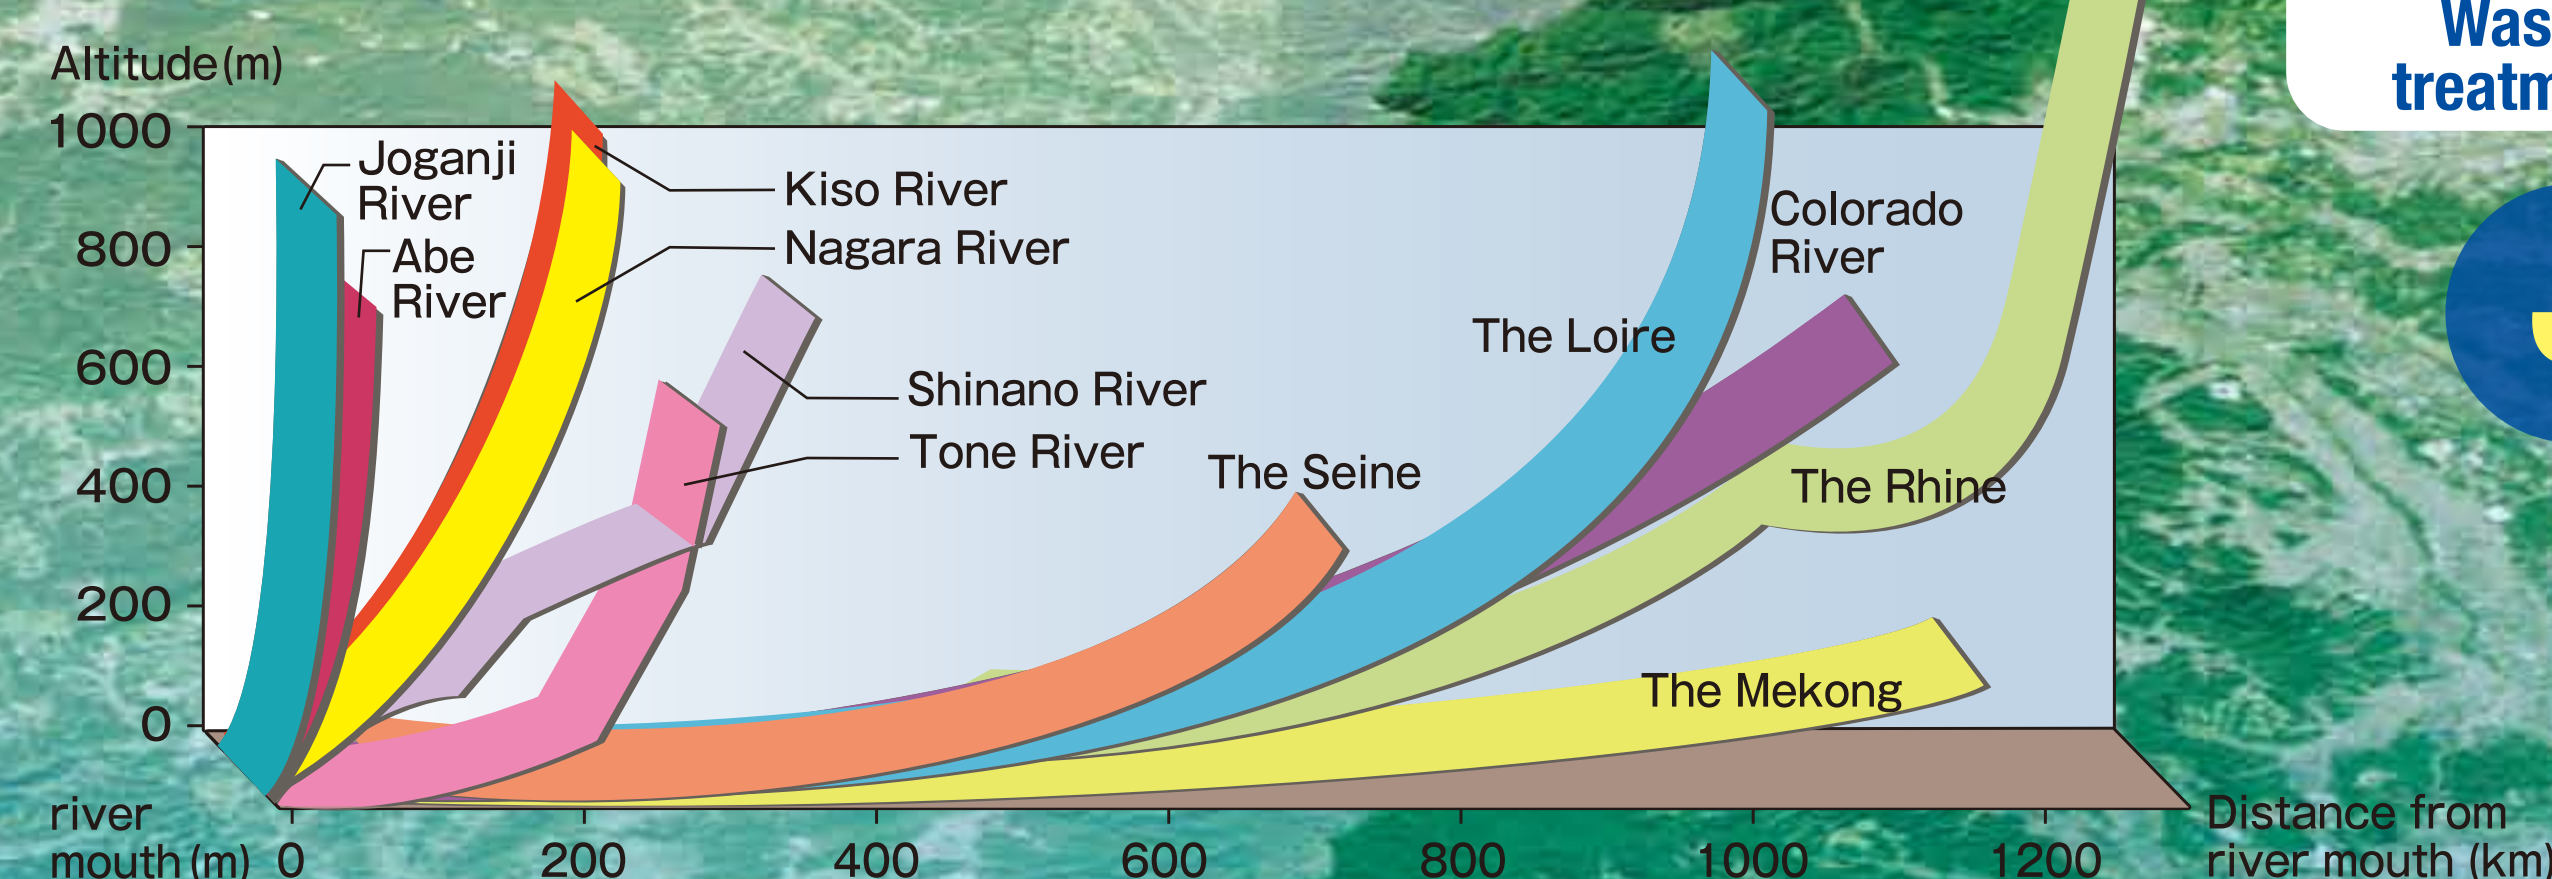 Altitude(m)
1000
800
600
400
200
0
Joganji
River
Abe
River
Kiso River
Nagara River
Shinano River
Tone River
The Seine
The Loire
Colorado
River
The Rhine
The Mekong
river
mouth(m)
0 200 400 600 800 1000 1200
Distance from
river mouth (km)
Was
treatm